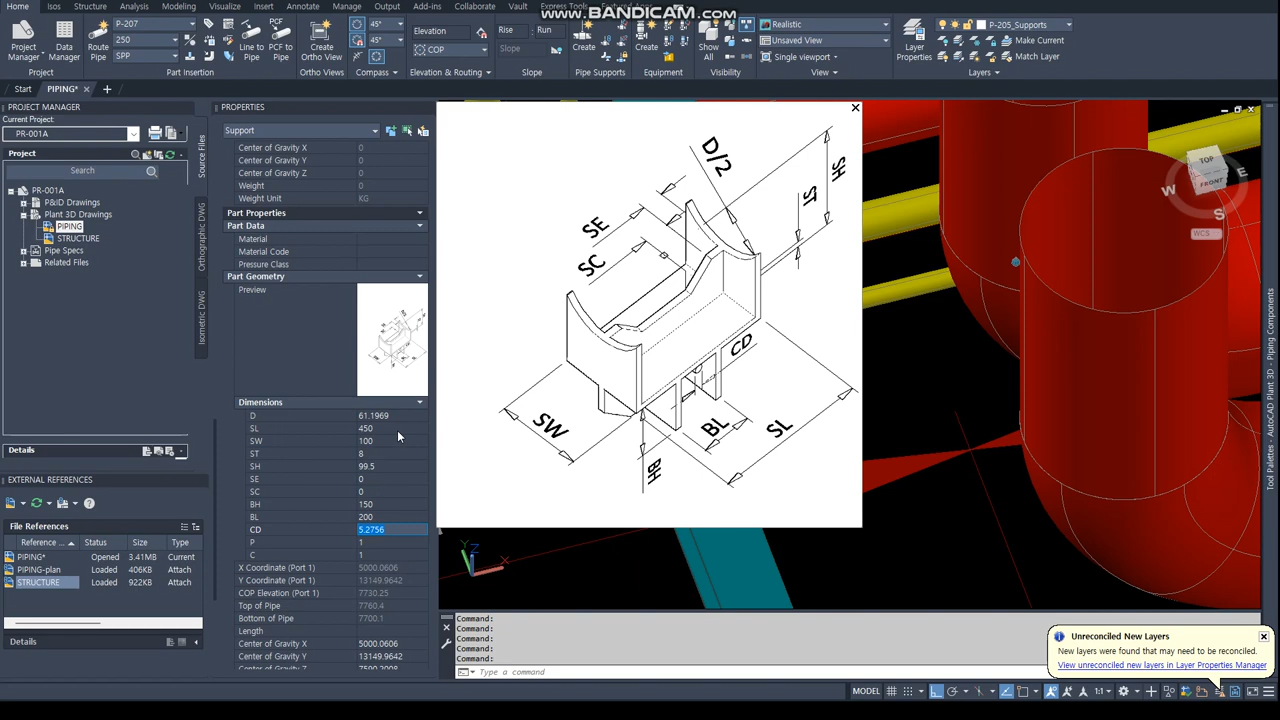 www.BANDICAM.com
Home Isos Structure Analysis Visualize Insert Annotate Manage Output Add-ins Collaborate Vault Express Tools Featured Apps
Project Manager Data Manager
Project
Route Pipe
P-207
250
SPP
Line to Pipe PCF to Pipe
Part Insertion
Create Ortho View
Ortho Views
45°
45°
Compass
Elevation
COP
Elevation & Routing
Rise Run
Slope
Slope
Create
Pipe Supports
Create
Equipment
Show All
Visibility
Realistic
Unsaved View
Single viewport
View
Layer Properties
P-205_Supports
Make Current
Match Layer
Layers
Start PIPING*
PROJECT MANAGER
Current Project:
PR-001A
Project
Search
PR-001A
P&ID Drawings
Plant 3D Drawings
PIPING
STRUCTURE
Pipe Specs
Related Files
Source Files
Orthographic DWG
Isometric DWG
Details
EXTERNAL REFERENCES
File References
Reference ... Status Size Type
PIPING* Opened 3.41MB Current
PIPING-plan Loaded 406KB Attach
STRUCTURE Loaded 922KB Attach
Details
PROPERTIES
Support
Center of Gravity X 0
Center of Gravity Y 0
Center of Gravity Z 0
Weight 0
Weight Unit KG
Part Properties
Part Data
Material
Material Code
Pressure Class
Part Geometry
Preview
Dimensions
D 61.1969
SL 450
SW 100
ST 8
SH 99.5
SE 0
SC 0
BH 150
BL 200
CD 5.2756
P 1
C 1
X Coordinate (Port 1) 5000.0606
Y Coordinate (Port 1) 13149.9642
COP Elevation (Port 1) 7730.25
Top of Pipe 7760.4
Bottom of Pipe 7700.1
Length
Center of Gravity X 5000.0606
Center of Gravity Y 13149.9642
Center of Gravity Z 7590.2008
D/2
SH
ST
SE
SC
CD
SW
BL
SL
BH
TOP
FRONT
W
E
S
WCS
Z
Y
X
Tool Palettes - AutoCAD Plant 3D - Piping Components
Command:
Command:
Command:
Command:
Command:
Type a command
Unreconciled New Layers
New layers were found that may need to be reconciled.
View unreconciled new layers in Layer Properties Manager
MODEL
1:1